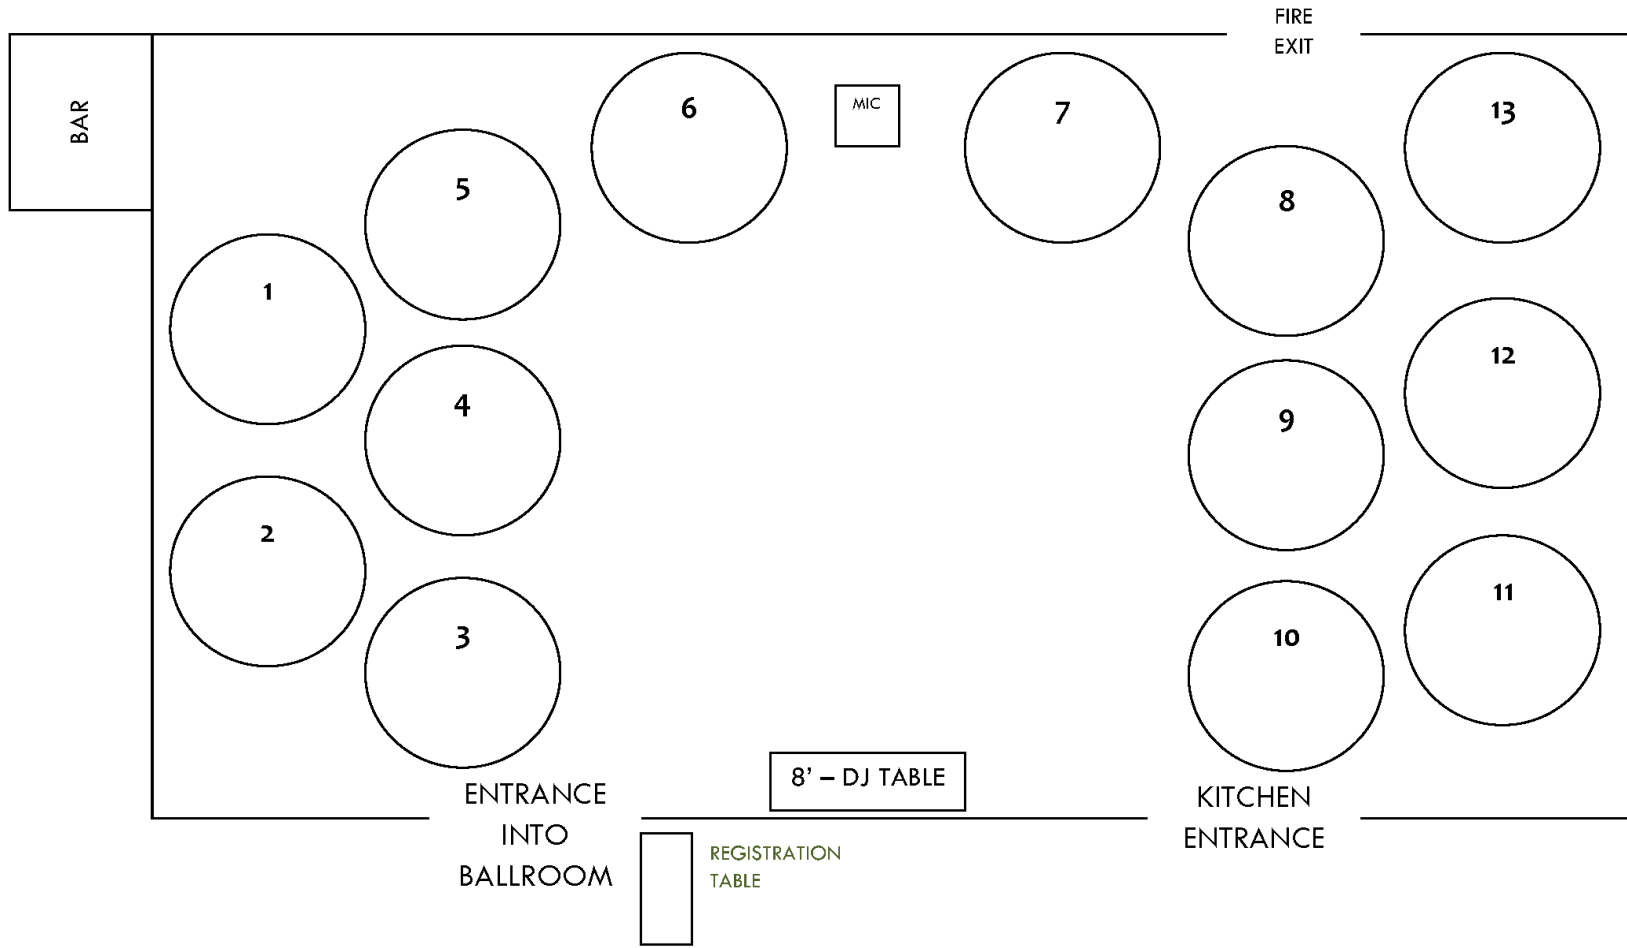 FIRE
EXIT
BAR
6
MIC
7
13
5
8
1
12
4
9
2
11
3
10
8’ – DJ TABLE
ENTRANCE
INTO
BALLROOM
KITCHEN
ENTRANCE
REGISTRATION
TABLE